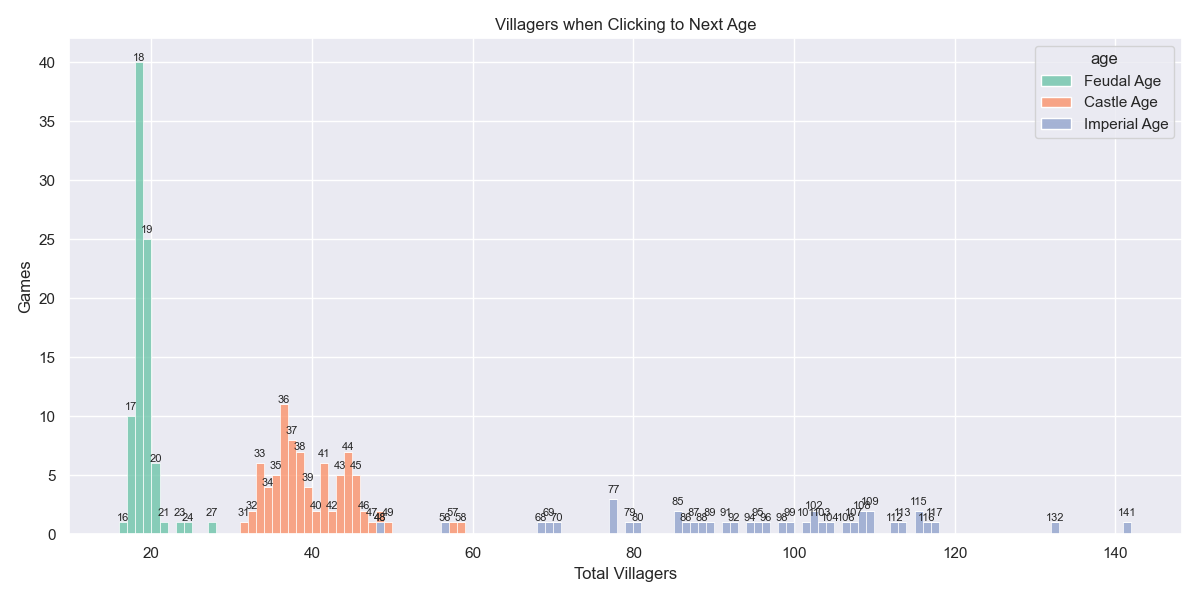 Villagers when Clicking to Next Age
age
Feudal Age
Castle Age
Imperial Age
Games
40
35
30
25
20
15
10
5
0
16 17 18 19 20 21 23 24 27 31 32 33 34 35 36 37 38 39 40 41 42 43 44 45 46 47 48 49 56 57 58 68 69 70 77 79 80 85 86 87 88 89 91 92 94 95 96 98 99 101 102 103 104 106 107 108 109 112 113 115 116 117 132 141
20 40 60 80 100 120 140
Total Villagers